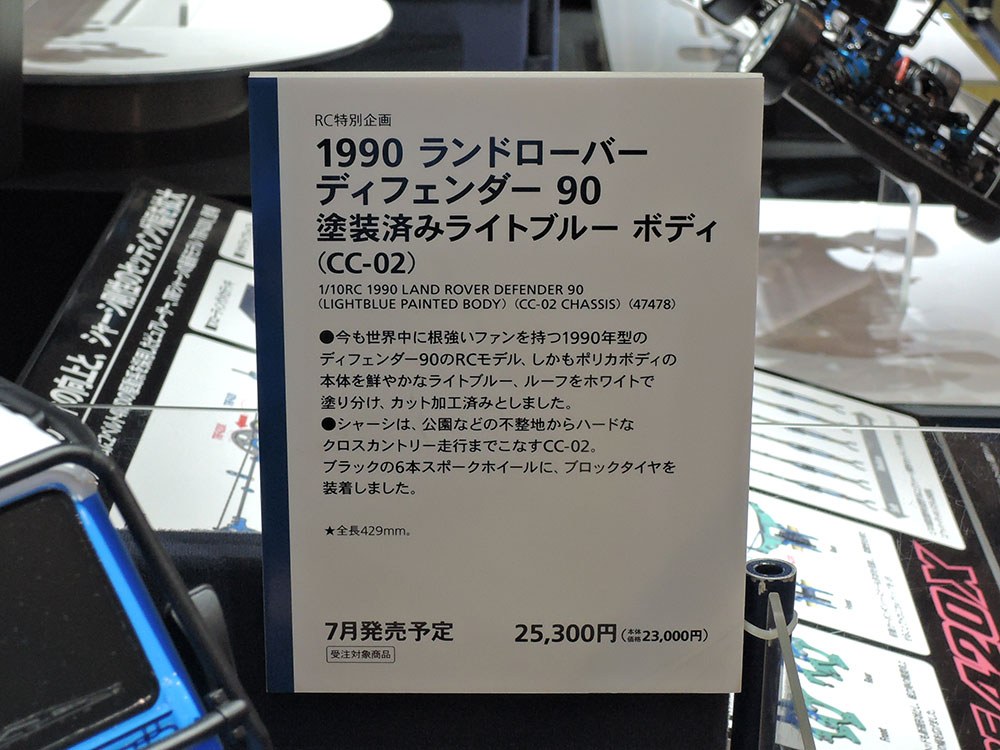 RC特別企画
1990 ランドローバー
ディフェンダー 90
塗装済みライトブルー ボディ
(CC-02)
1/10RC 1990 LAND ROVER DEFENDER 90
(LIGHTBLUE PAINTED BODY) (CC-02 CHASSIS) (47478)
●今も世界中に根強いファンを持つ1990年型の
ディフェンダー90のRCモデル、しかもポリカボディの
本体を鮮やかなライトブルー、ルーフをホワイトで
塗り分け、カット加工済みとしました。
●シャーシは、公園などの不整地からハードな
クロスカントリー走行までこなすCC-02。
ブラックの6本スポークホイールに、ブロックタイヤを
装着しました。
★全長429mm。
7月発売予定
25,300円(本体価格23,000円)
受注対象商品